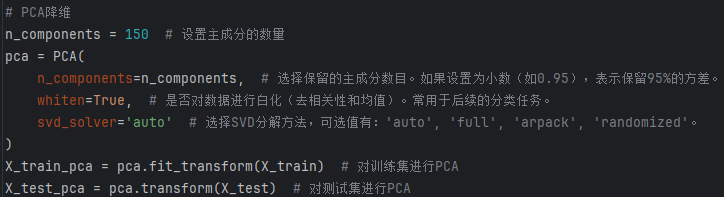 # PCA降维
n_components = 150  # 设置主成分的数量
pca = PCA(
    n_components=n_components,  # 选择保留的主成分数目。如果设置为小数（如0.95），表示保留95%的方差。
    whiten=True,  # 是否对数据进行白化（去相关性和均值）。常用于后续的分类任务。
    svd_solver='auto'  # 选择SVD分解方法，可选值有：'auto', 'full', 'arpack', 'randomized'。
)
X_train_pca = pca.fit_transform(X_train)  # 对训练集进行PCA
X_test_pca = pca.transform(X_test)  # 对测试集进行PCA